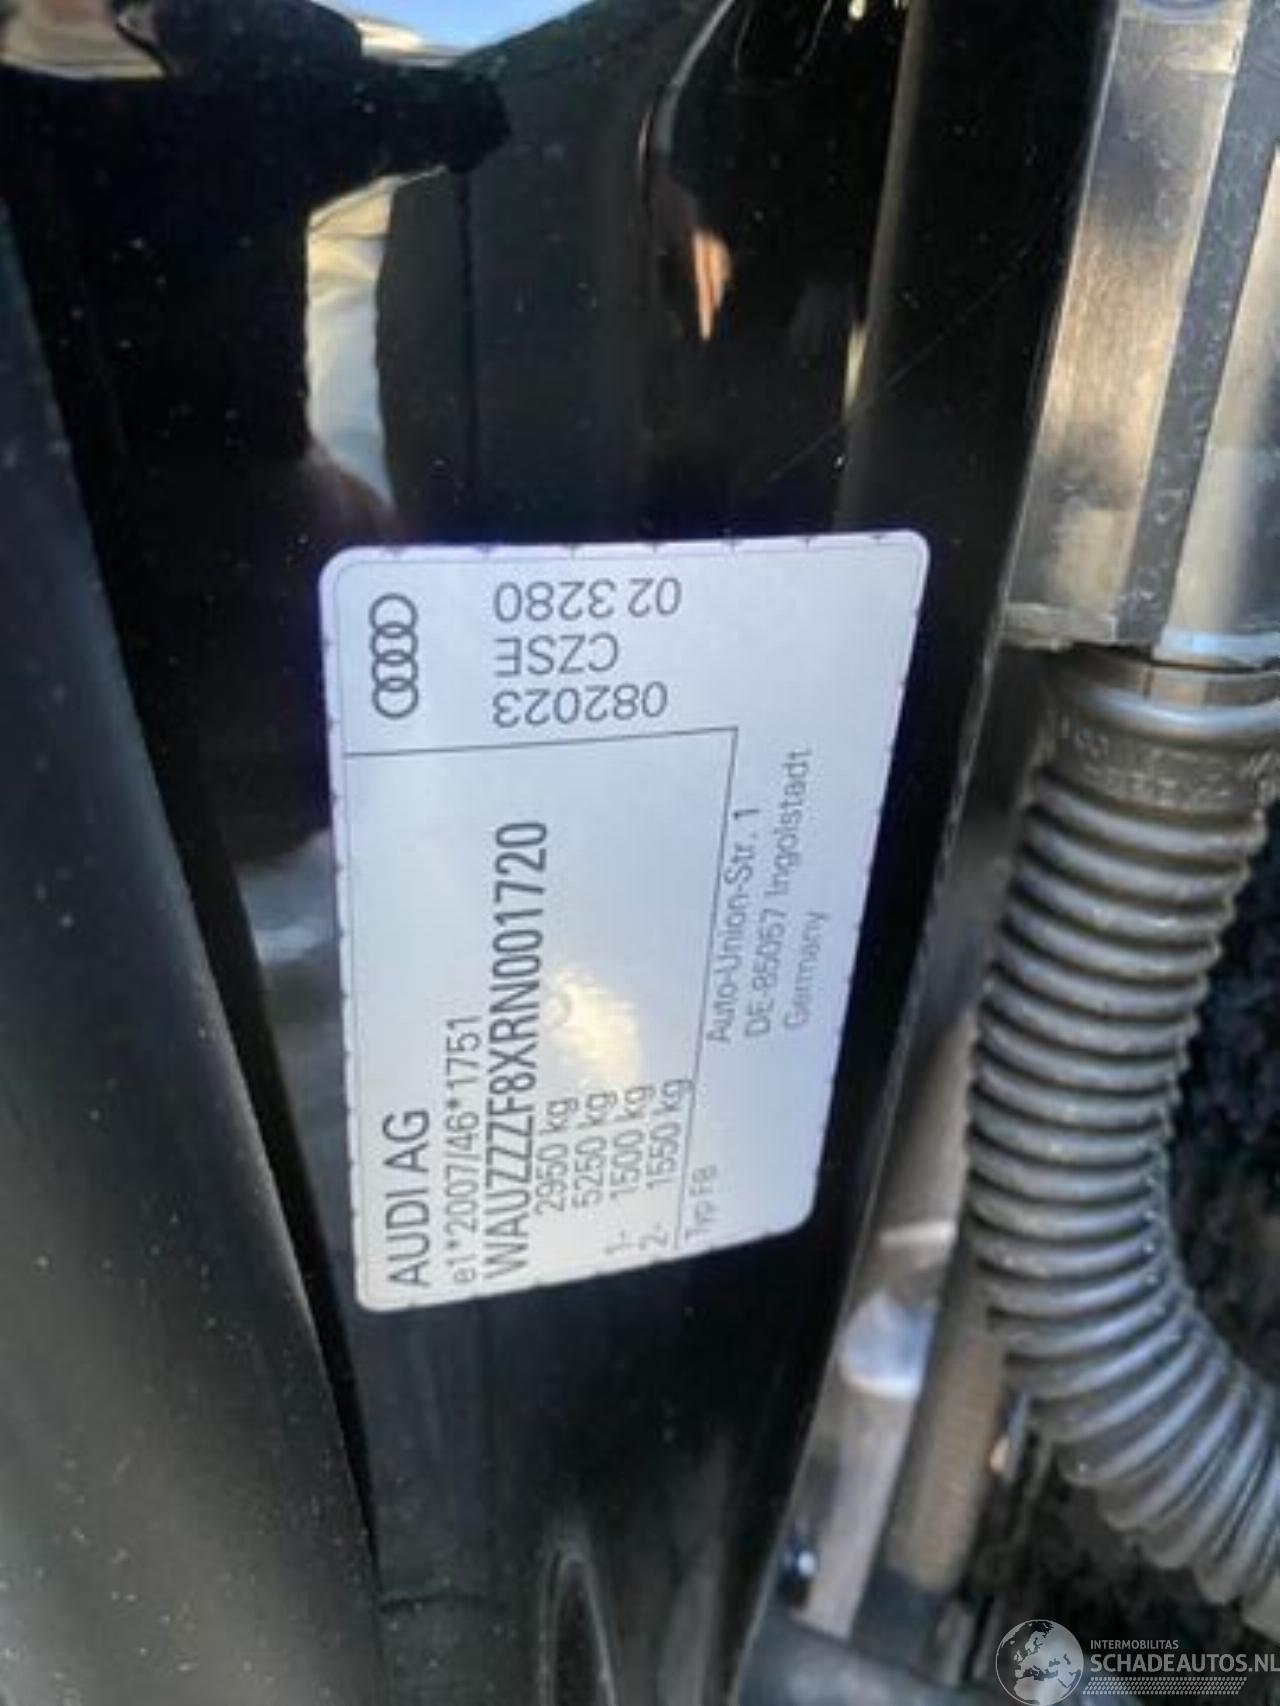 AUDI AG
e1*2007/46*1751
WAUZZZF8XRN001720
2950 kg
5250 kg
1- 1500 kg
2- 1550 kg
Typ F8
Auto-Union-Str. 1
DE-85057 Ingolstadt
Germany
082023
CZSE
02 3280
INTERMOBILITAS
SCHADEAUTOS.NL